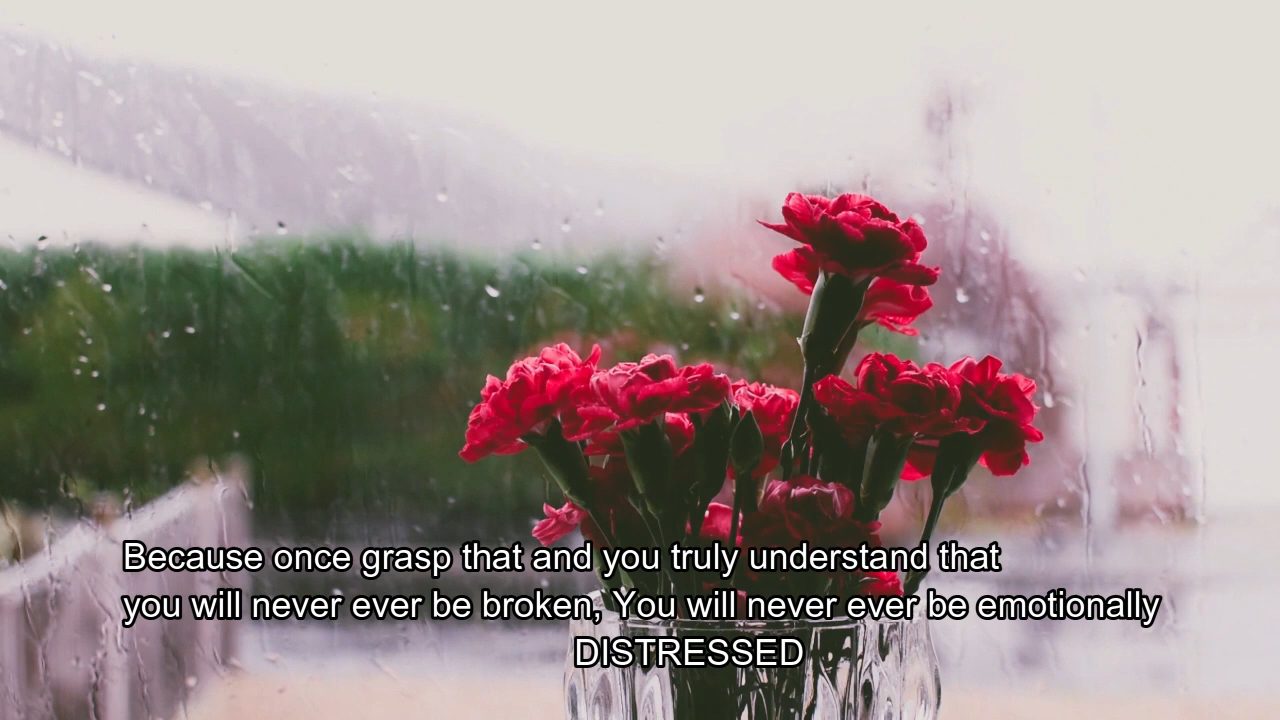 Because once grasp that and you truly understand that
you will never ever be broken, You will never ever be emotionally
DISTRESSED